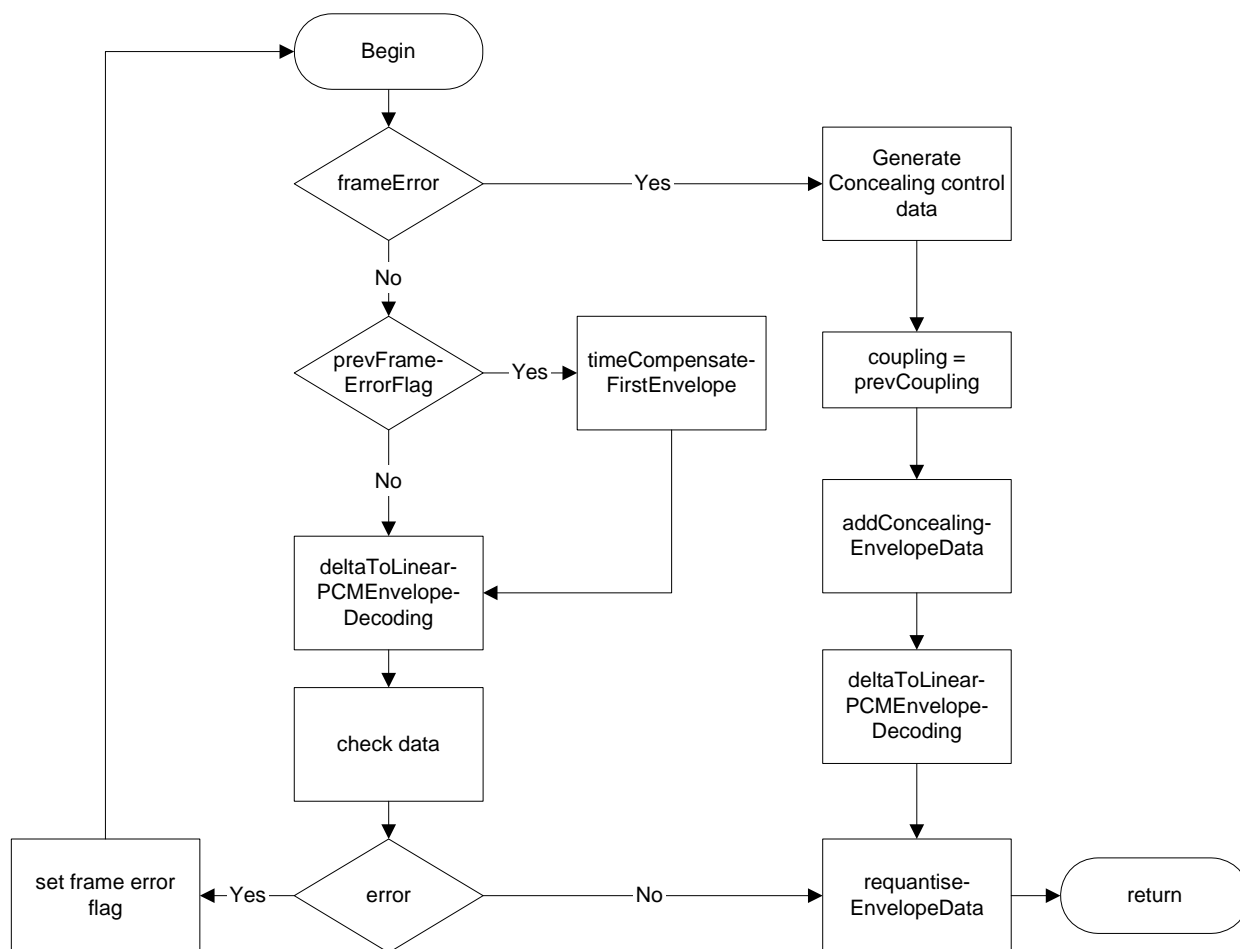 Begin
frameError
Yes
Generate
Concealing control
data
No
prevFrame-
ErrorFlag
Yes
timeCompensate-
FirstEnvelope
coupling =
prevCoupling
No
deltaToLinear-
PCMEnvelope-
Decoding
addConcealing-
EnvelopeData
check data
deltaToLinear-
PCMEnvelope-
Decoding
set frame error
flag
Yes
error
No
requantise-
EnvelopeData
return